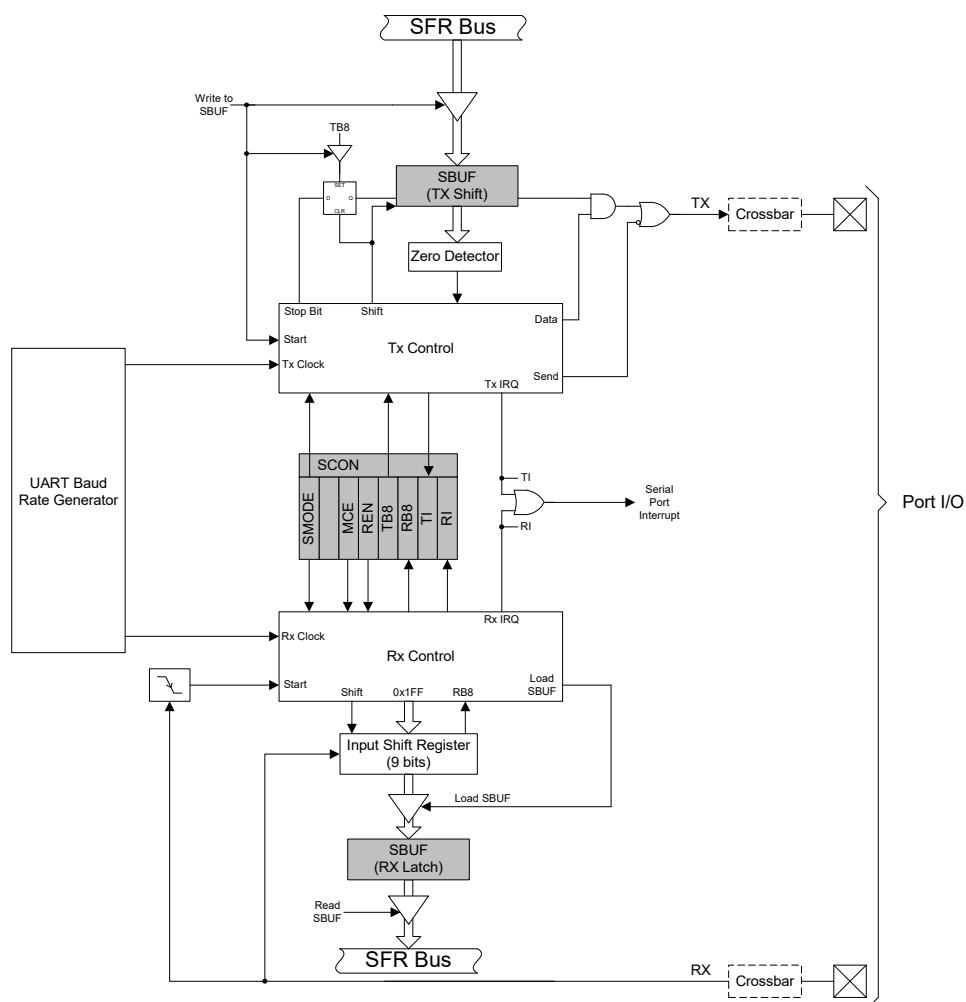 SFR Bus
Write to
SBUF
TB8
SET
D
Q
CLR
SBUF
(TX Shift)
TX
Crossbar
Zero Detector
Stop Bit
Shift
Data
Start
Tx Control
Tx Clock
Send
Tx IRQ
UART Baud
Rate Generator
SCON
SMODE
MCE
REN
TB8
RB8
TI
RI
TI
RI
Serial
Port
Interrupt
Port I/O
Rx IRQ
Rx Clock
Rx Control
Start
Load
SBUF
Shift
0x1FF
RB8
Input Shift Register
(9 bits)
Load SBUF
SBUF
(RX Latch)
Read
SBUF
SFR Bus
RX
Crossbar